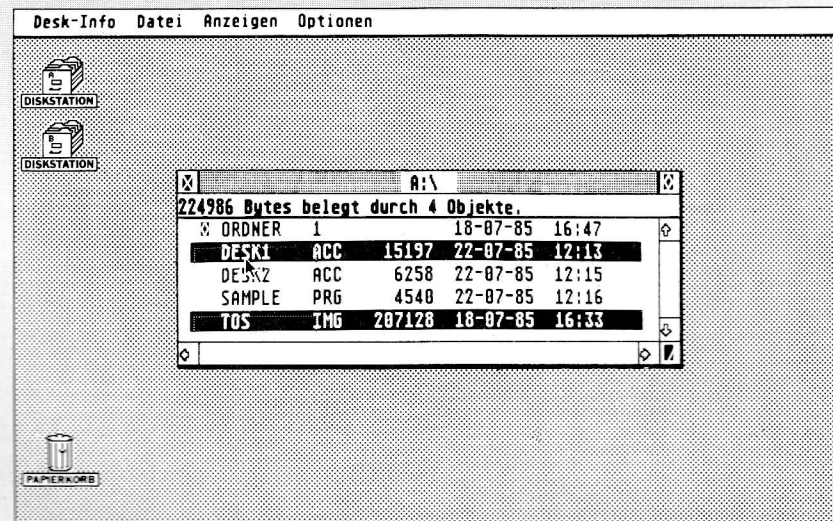 Desk-Info Datei Anzeigen Optionen
A
DISKSTATION
B
DISKSTATION
A:\
224986 Bytes belegt durch 4 Objekte.
ORDNER 1 18-07-85 16:47
DESK1 ACC 15197 22-07-85 12:13
DESK2 ACC 6258 22-07-85 12:15
SAMPLE PRG 4540 22-07-85 12:16
TOS IMG 207128 18-07-85 16:33
PAPIERKORB